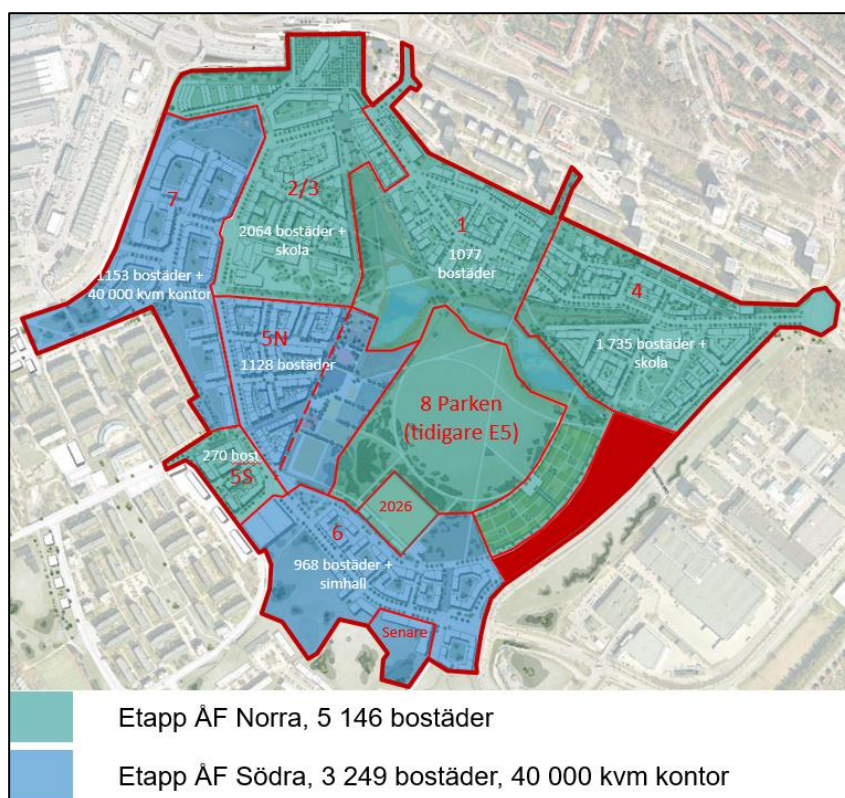 7
2/3
2064 bostäder +
skola
1
1077
bostäder
1153 bostäder +
40 000 kvm kontor
4
1 735 bostäder +
skola
5N
1128 bostäder
8 Parken
(tidigare E5)
270 bost
5S
2026
6
968 bostäder +
simhall
Senare
Etapp ÅF Norra, 5 146 bostäder
Etapp ÅF Södra, 3 249 bostäder, 40 000 kvm kontor